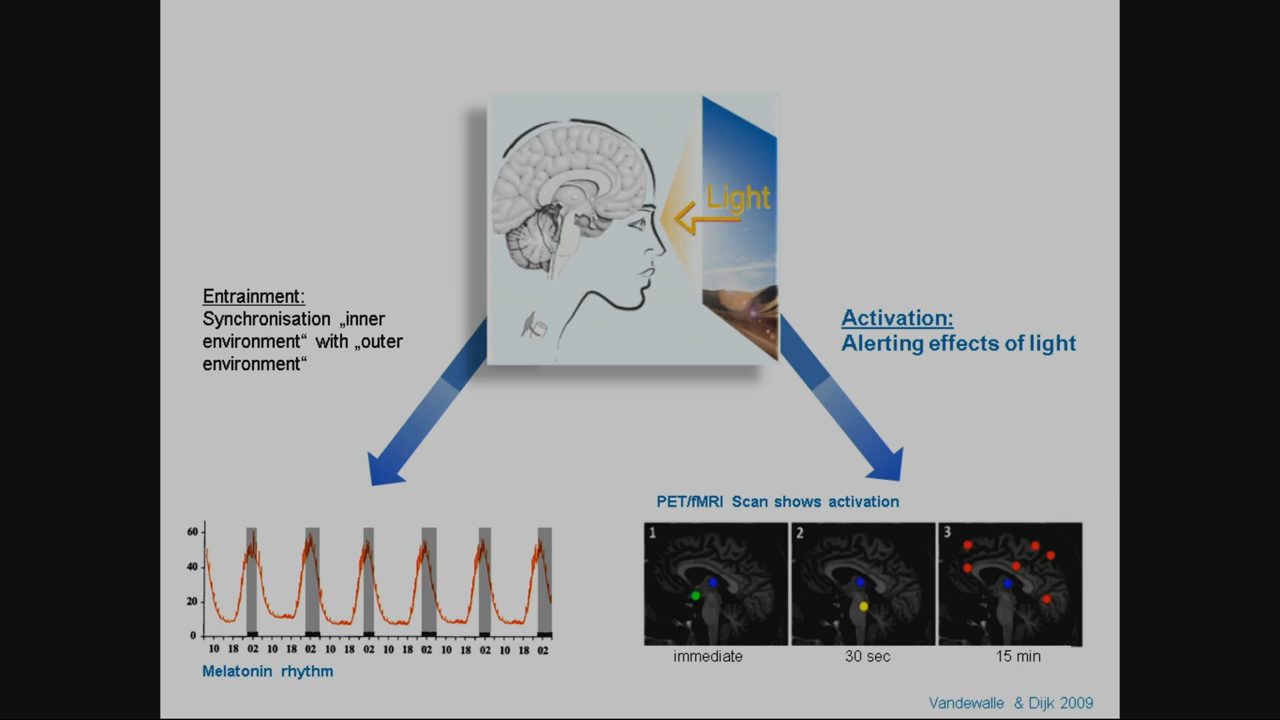 Light
Entrainment:
Synchronisation „inner
environment“ with „outer
environment“
Activation:
Alerting effects of light
PET/fMRI Scan shows activation
60
40
20
0
10 18 02 10 18 02 10 18 02 10 18 02 10 18 02 10 18 02
Melatonin rhythm
1 2 3
immediate 30 sec 15 min
Vandewalle & Dijk 2009